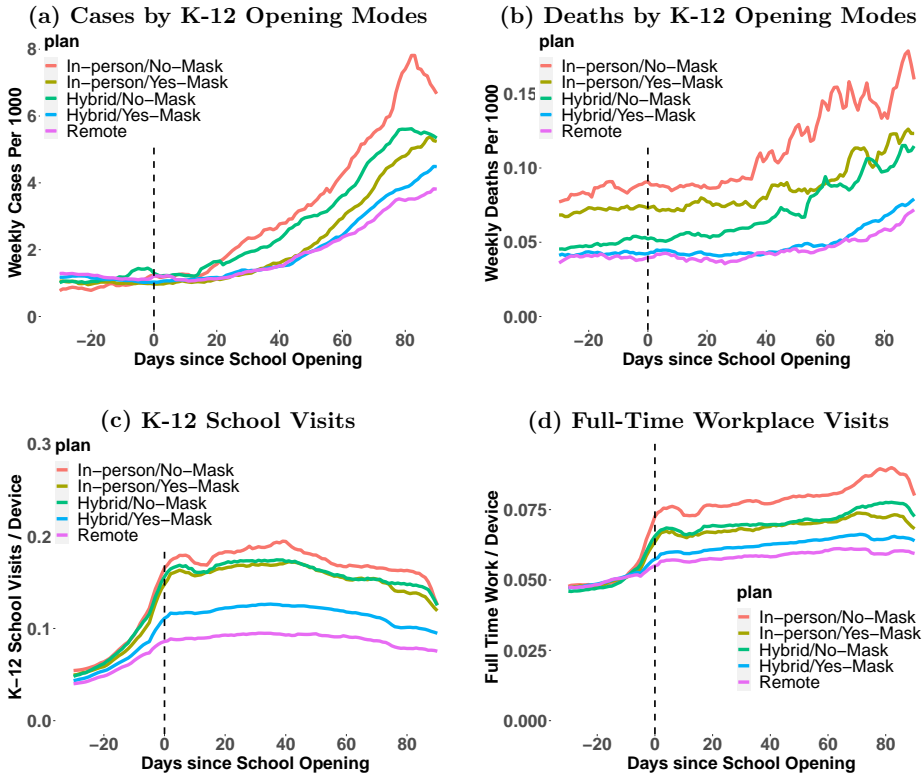 (a) Cases by K-12 Opening Modes
plan
In-person/No-Mask
In-person/Yes-Mask
Hybrid/No-Mask
Hybrid/Yes-Mask
Remote
Weekly Cases Per 1000
8
6
4
2
0
−20 0 20 40 60 80
Days since School Opening
(b) Deaths by K-12 Opening Modes
plan
In-person/No-Mask
In-person/Yes-Mask
Hybrid/No-Mask
Hybrid/Yes-Mask
Remote
Weekly Deaths Per 1000
0.15
0.10
0.05
0.00
−20 0 20 40 60 80
Days since School Opening
(c) K-12 School Visits
plan
In-person/No-Mask
In-person/Yes-Mask
Hybrid/No-Mask
Hybrid/Yes-Mask
Remote
K−12 School Visits / Device
0.3
0.2
0.1
0.0
−20 0 20 40 60 80
Days since School Opening
(d) Full-Time Workplace Visits
Full Time Work / Device
0.075
0.050
0.025
0.000
plan
In-person/No-Mask
In-person/Yes-Mask
Hybrid/No-Mask
Hybrid/Yes-Mask
Remote
−20 0 20 40 60 80
Days since School Opening